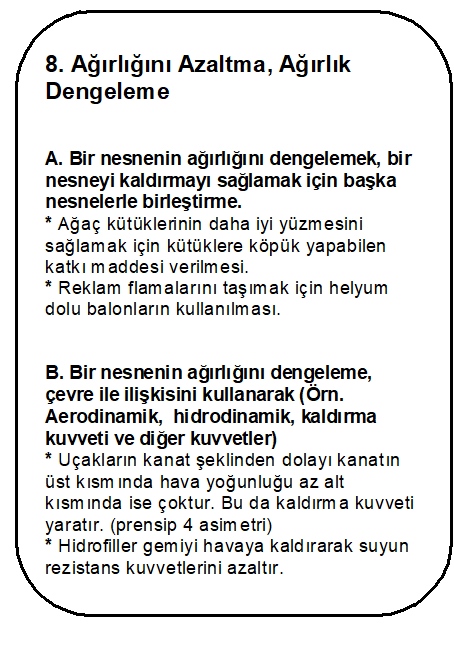 8. Ağırlığını Azaltma, Ağırlık
Dengeleme
A. Bir nesnenin ağırlığını dengelemek, bir
nesneyi kaldırmayı sağlamak için başka
nesnelerle birleştirme.
* Ağaç kütüklerinin daha iyi yüzmesini
sağlamak için kütüklere köpük yapabilen
katkı maddesi verilmesi.
* Reklam flamalarını taşımak için helyum
dolu balonların kullanılması.
B. Bir nesnenin ağırlığını dengeleme,
çevre ile ilişkisini kullanarak (Örn.
Aerodinamik, hidrodinamik, kaldırma
kuvveti ve diğer kuvvetler)
* Uçakların kanat şeklinden dolayı kanatın
üst kısmında hava yoğunluğu az alt
kısmında ise çoktur. Bu da kaldırma kuvveti
yaratır. (prensip 4 asimetri)
* Hidrofiller gemiyi havaya kaldırarak suyun
rezistans kuvvetlerini azaltır.